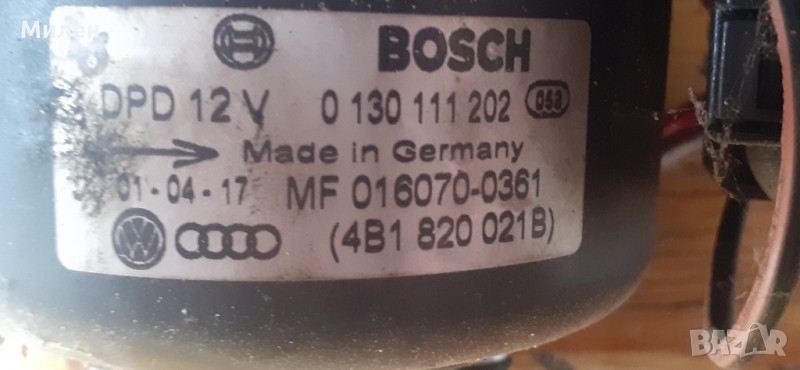 Милен
BOSCH
DPD 12 V 0 130 111 202 053
Made in Germany
01-04-17 MF 016070-0361
(4B1 820 021B)
BAZAR